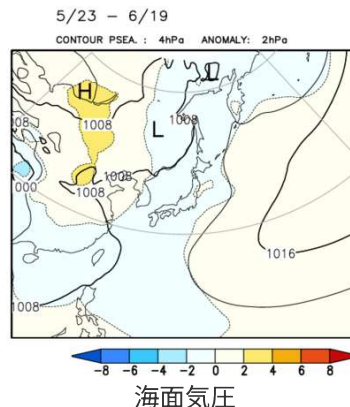 5/23 – 6/19
CONTOUR PSEA. : 4hPa ANOMALY: 2hPa
H
L
008
1008
1008
L
1008
000
1008
1016
1008
-8 -6 -4 -2 0 2 4 6 8
海面気圧